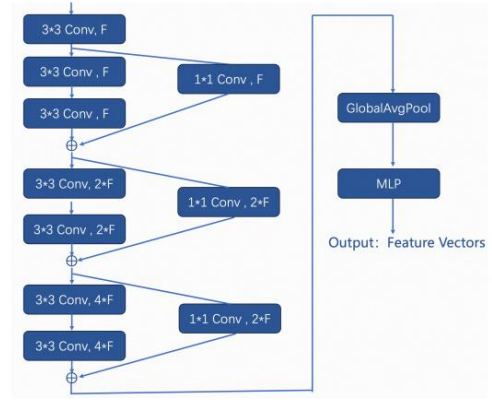 3*3 Conv, F
3*3 Conv , F
1*1 Conv , F
3*3 Conv , F
3*3 Conv, 2*F
1*1 Conv , 2*F
3*3 Conv , 2*F
3*3 Conv, 4*F
1*1 Conv , 2*F
3*3 Conv, 4*F
GlobalAvgPool
MLP
Output: Feature Vectors